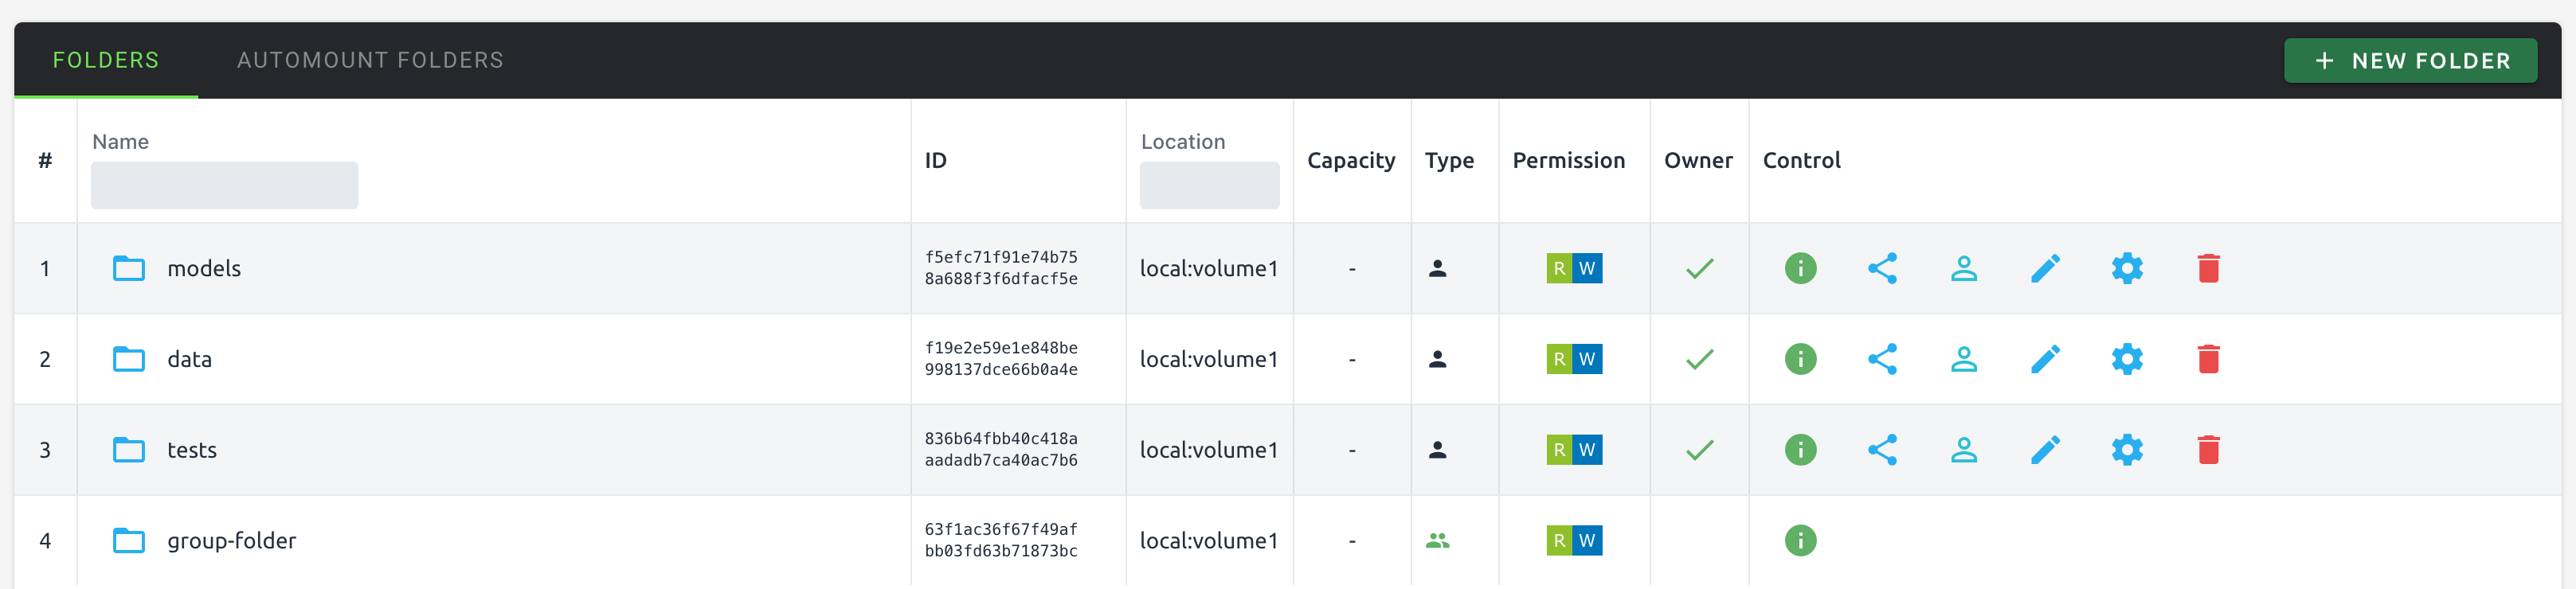 FOLDERS AUTOMOUNT FOLDERS + NEW FOLDER
# Name ID Location Capacity Type Permission Owner Control
1 models f5efc71f91e74b75 8a688f3f6dfacf5e local:volume1 - R W
2 data f19e2e59e1e848be 998137dce66b0a4e local:volume1 - R W
3 tests 836b64fbb40c418a aadadb7ca40ac7b6 local:volume1 - R W
4 group-folder 63f1ac36f67f49af bb03fd63b71873bc local:volume1 - R W